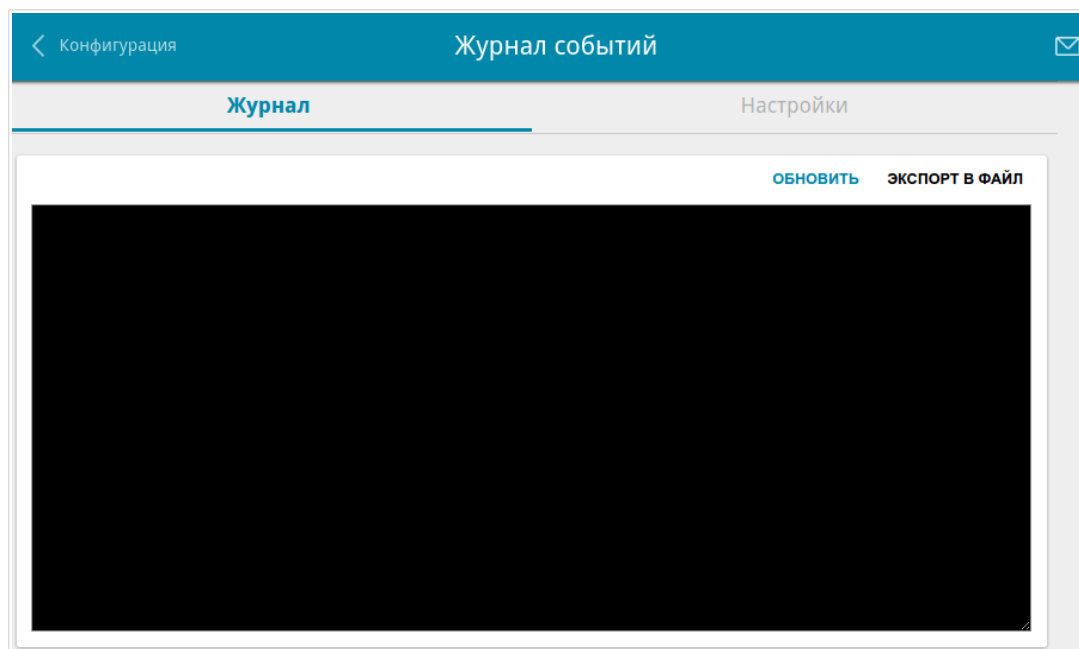 Конфигурация
Журнал событий
Журнал
Настройки
ОБНОВИТЬ
ЭКСПОРТ В ФАЙЛ